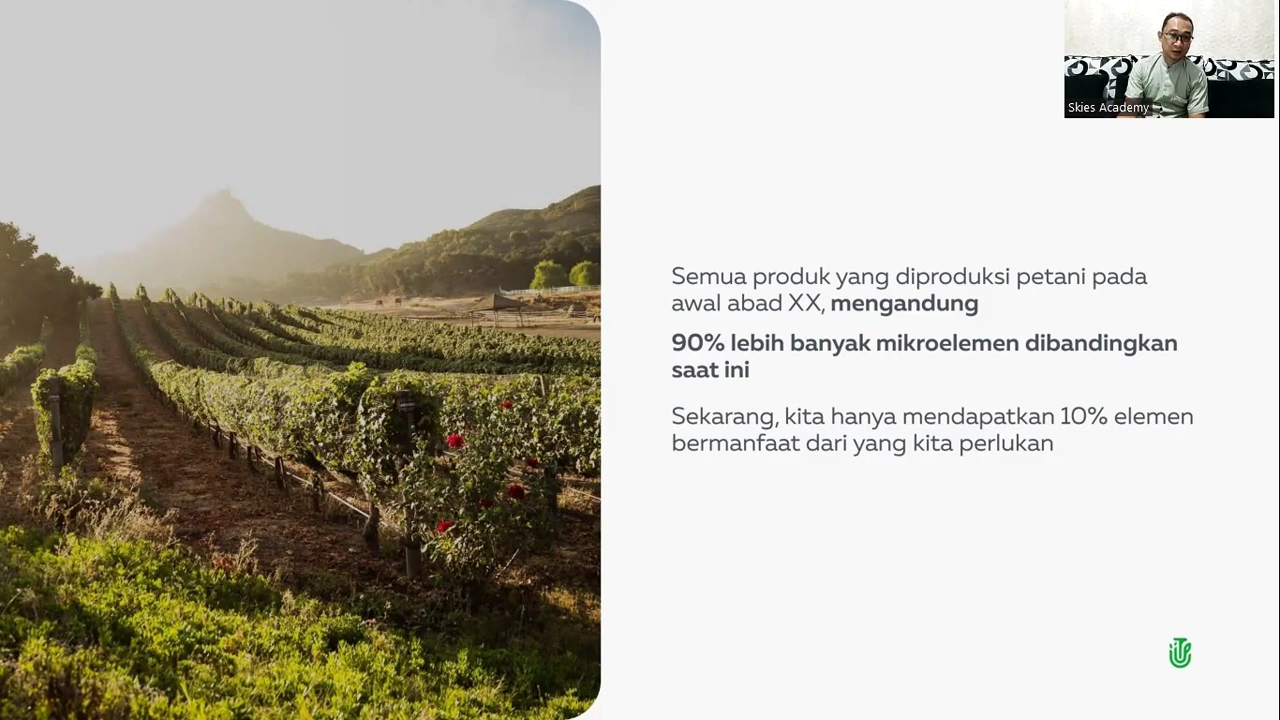 Skies Academy
Semua produk yang diproduksi petani pada
awal abad XX, mengandung
90% lebih banyak mikroelemen dibandingkan
saat ini
Sekarang, kita hanya mendapatkan 10% elemen
bermanfaat dari yang kita perlukan